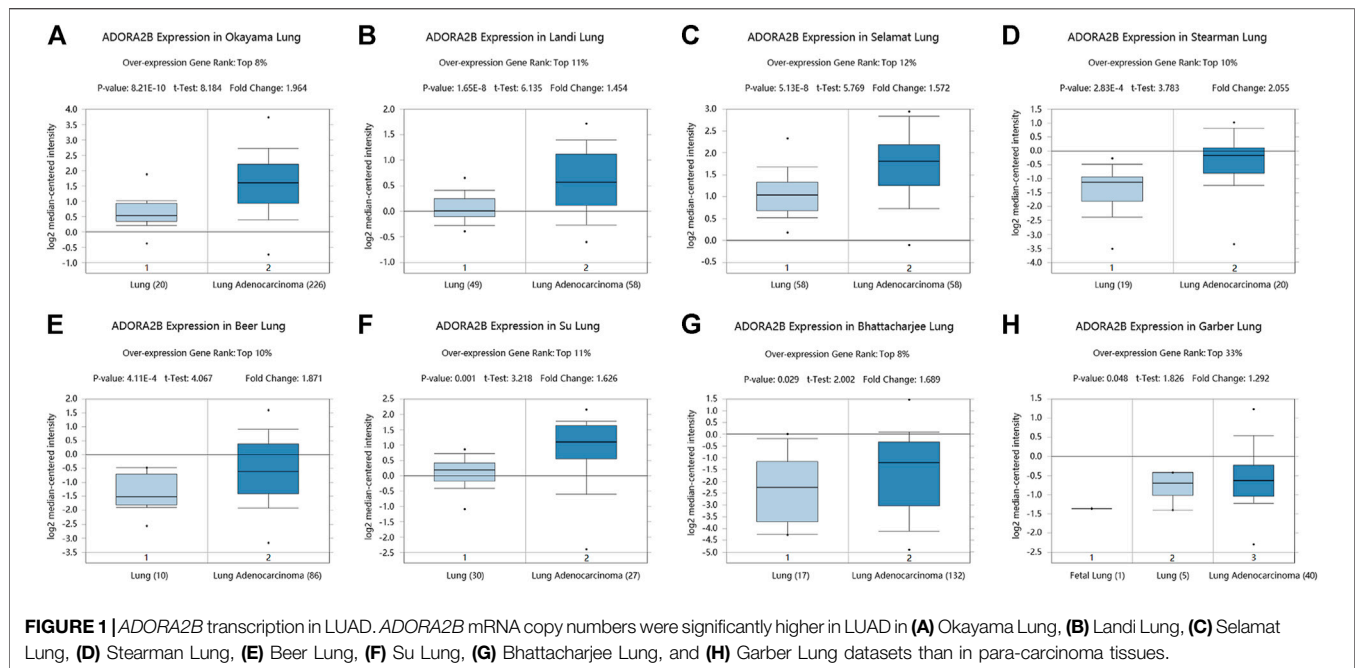 A
ADORA2B Expression in Okayama Lung
Over-expression Gene Rank: Top 8%
P-value: 8.21E-10 t-Test: 8.184 Fold Change: 1.964
log2 median-centered intensity
4.0
3.5
3.0
2.5
2.0
1.5
1.0
0.5
0.0
-0.5
-1.0
1
2
Lung (20)
Lung Adenocarcinoma (226)
B
ADORA2B Expression in Landi Lung
Over-expression Gene Rank: Top 11%
P-value: 1.65E-8 t-Test: 6.135 Fold Change: 1.454
log2 median-centered intensity
2.0
1.5
1.0
0.5
0.0
-0.5
-1.0
1
2
Lung (49)
Lung Adenocarcinoma (58)
C
ADORA2B Expression in Selamat Lung
Over-expression Gene Rank: Top 12%
P-value: 5.13E-8 t-Test: 5.769 Fold Change: 1.572
log2 median-centered intensity
3.0
2.5
2.0
1.5
1.0
0.5
0.0
-0.5
1
2
Lung (58)
Lung Adenocarcinoma (58)
D
ADORA2B Expression in Stearman Lung
Over-expression Gene Rank: Top 10%
P-value: 2.83E-4 t-Test: 3.783 Fold Change: 2.055
log2 median-centered intensity
1.5
1.0
0.5
0.0
-0.5
-1.0
-1.5
-2.0
-2.5
-3.0
-3.5
-4.0
1
2
Lung (19)
Lung Adenocarcinoma (20)
E
ADORA2B Expression in Beer Lung
Over-expression Gene Rank: Top 10%
P-value: 4.11E-4 t-Test: 4.067 Fold Change: 1.871
log2 median-centered intensity
2.0
1.5
1.0
0.5
0.0
-0.5
-1.0
-1.5
-2.0
-2.5
-3.0
-3.5
1
2
Lung (10)
Lung Adenocarcinoma (86)
F
ADORA2B Expression in Su Lung
Over-expression Gene Rank: Top 11%
P-value: 0.001 t-Test: 3.218 Fold Change: 1.626
log2 median-centered intensity
2.5
2.0
1.5
1.0
0.5
0.0
-0.5
-1.0
-1.5
-2.0
2.5
1
2
Lung (30)
Lung Adenocarcinoma (27)
G
ADORA2B Expression in Bhattacharjee Lung
Over-expression Gene Rank: Top 8%
P-value: 0.029 t-Test: 2.002 Fold Change: 1.689
log2 median-centered intensity
1.5
1.0
0.5
0.0
-0.5
-1.0
-1.5
-2.0
-2.5
-3.0
-3.5
-4.0
-4.5
-5.0
1
2
Lung (17)
Lung Adenocarcinoma (132)
H
ADORA2B Expression in Garber Lung
Over-expression Gene Rank: Top 33%
P-value: 0.048 t-Test: 1.826 Fold Change: 1.292
log2 median-centered intensity
1.5
1.0
0.5
0.0
-0.5
-1.0
-1.5
-2.0
-2.5
1
2
3
Fetal Lung (1)
Lung (5)
Lung Adenocarcinoma (40)
FIGURE 1 | ADORA2B transcription in LUAD. ADORA2B mRNA copy numbers were significantly higher in LUAD in (A) Okayama Lung, (B) Landi Lung, (C) Selamat
Lung, (D) Stearman Lung, (E) Beer Lung, (F) Su Lung, (G) Bhattacharjee Lung, and (H) Garber Lung datasets than in para-carcinoma tissues.